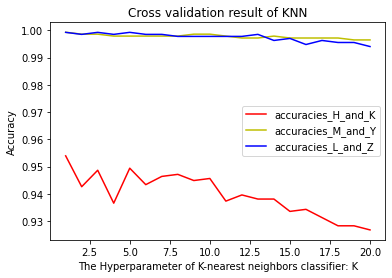 Cross validation result of KNN
1.00
0.99
0.98
0.97
0.96
0.95
0.94
0.93
Accuracy
accuracies_H_and_K
accuracies_M_and_Y
accuracies_L_and_Z
2.5 5.0 7.5 10.0 12.5 15.0 17.5 20.0
The Hyperparameter of K-nearest neighbors classifier: K